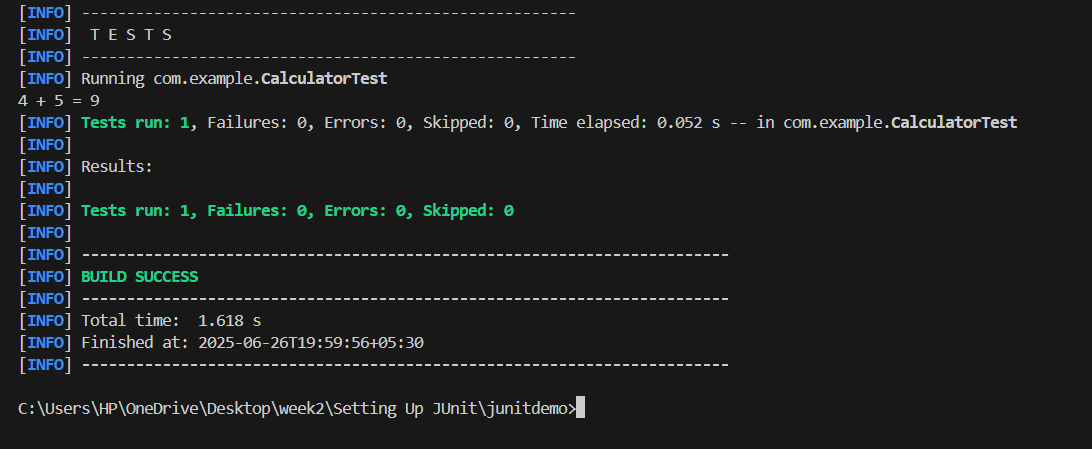 [INFO] -------------------------------------------------------
[INFO]  T E S T S
[INFO] -------------------------------------------------------
[INFO] Running com.example.CalculatorTest
4 + 5 = 9
[INFO] Tests run: 1, Failures: 0, Errors: 0, Skipped: 0, Time elapsed: 0.052 s -- in com.example.CalculatorTest
[INFO]
[INFO] Results:
[INFO]
[INFO] Tests run: 1, Failures: 0, Errors: 0, Skipped: 0
[INFO]
[INFO] ------------------------------------------------------------------------
[INFO] BUILD SUCCESS
[INFO] ------------------------------------------------------------------------
[INFO] Total time:  1.618 s
[INFO] Finished at: 2025-06-26T19:59:56+05:30
[INFO] ------------------------------------------------------------------------
C:\Users\HP\OneDrive\Desktop\week2\Setting Up JUnit\junitdemo>